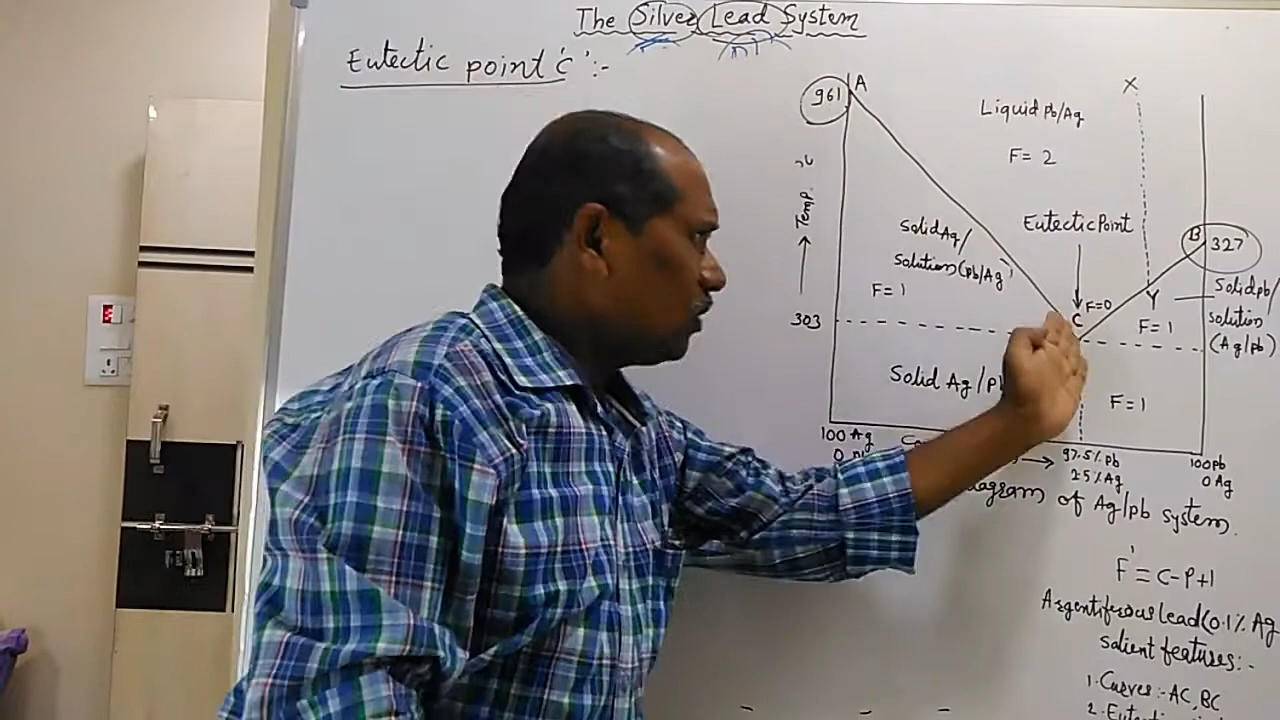 The Silver Lead System
Eutectic point 'c' :-
961
A
Liquid Pb/Ag
F= 2
X
Temp. °C
Solid Ag/
Solution (Pb/Ag)
F= 1
Eutectic Point
B
327
C
F=0
Y
F= 1
Solid pb/
solution
(Ag/pb)
303
Solid Ag/
F= 1
100 Ag
97.5% Pb
2.5% Ag
100 Pb
0 Ag
of Ag/pb system.
F' = C-P+1
Argentiferous Lead (0.1% Ag
salient features:-
1. Curves :- AC, BC
2.